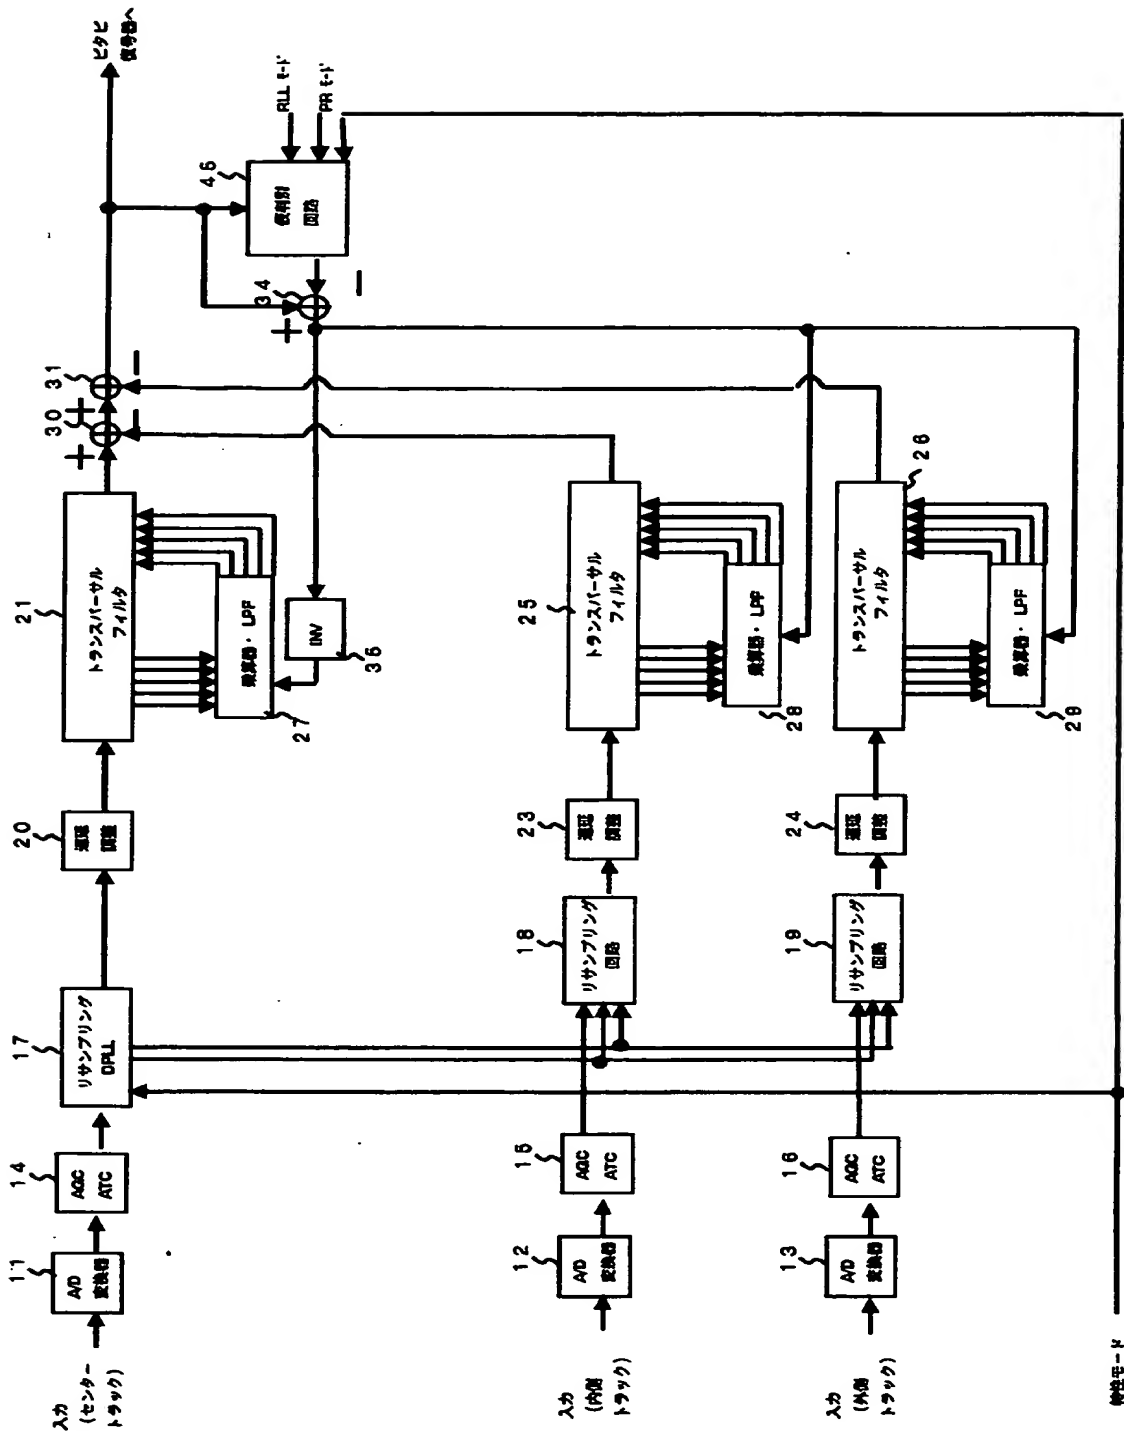 入力
(センター
トラック)
11
A/D
変換器
14
AGC
ATC
17
リサンプリング
DPLL
20
遅延
調整
21
トランスバーサル
フィルタ
27
乗算器・LPF
INV
36
+
30
-
+
31
-
ビタビ
復号器へ
46
仮判別
回路
RLL モード
PR モード
34
+
-
入力
(内側
トラック)
12
A/D
変換器
15
AGC
ATC
18
リサンプリング
回路
23
遅延
調整
25
トランスバーサル
フィルタ
28
乗算器・LPF
入力
(外側
トラック)
13
A/D
変換器
16
AGC
ATC
19
リサンプリング
回路
24
遅延
調整
26
トランスバーサル
フィルタ
29
乗算器・LPF
特性モード